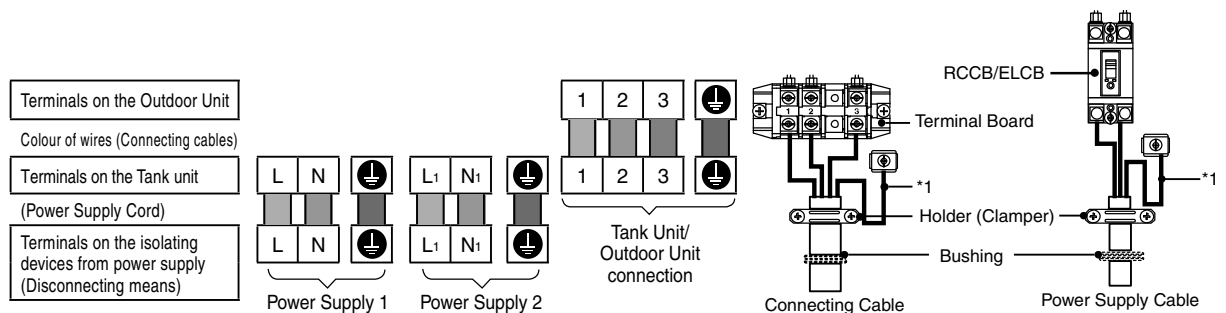 Terminals on the Outdoor Unit
Colour of wires (Connecting cables)
Terminals on the Tank unit
(Power Supply Cord)
Terminals on the isolating
devices from power supply
(Disconnecting means)
L N
L N
Power Supply 1
L1 N1
L1 N1
Power Supply 2
1 2 3
1 2 3
Tank Unit/
Outdoor Unit
connection
1 2 3
Terminal Board
*1
Holder (Clamper)
Bushing
Connecting Cable
RCCB/ELCB
*1
Power Supply Cable